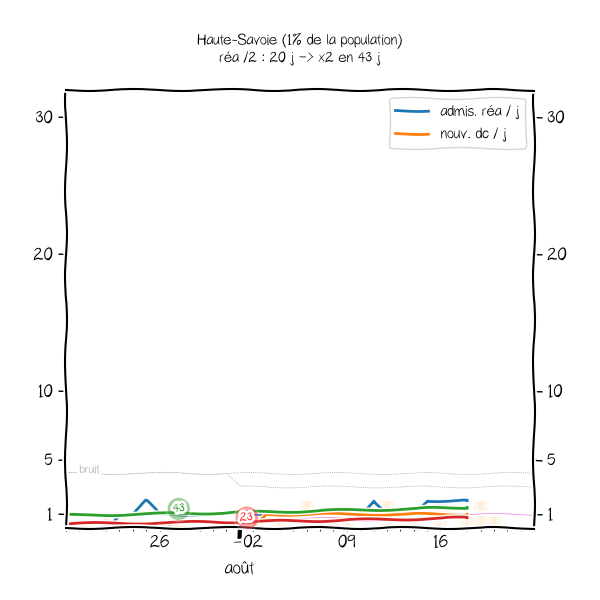 Haute-Savoie (1% de la population)
réa /2 : 20 j -> x2 en 43 j
admis. réa / j
nouv. dc / j
30
30
20
20
10
10
5
5
bruit
43
23
1
1
26
02
09
16
août